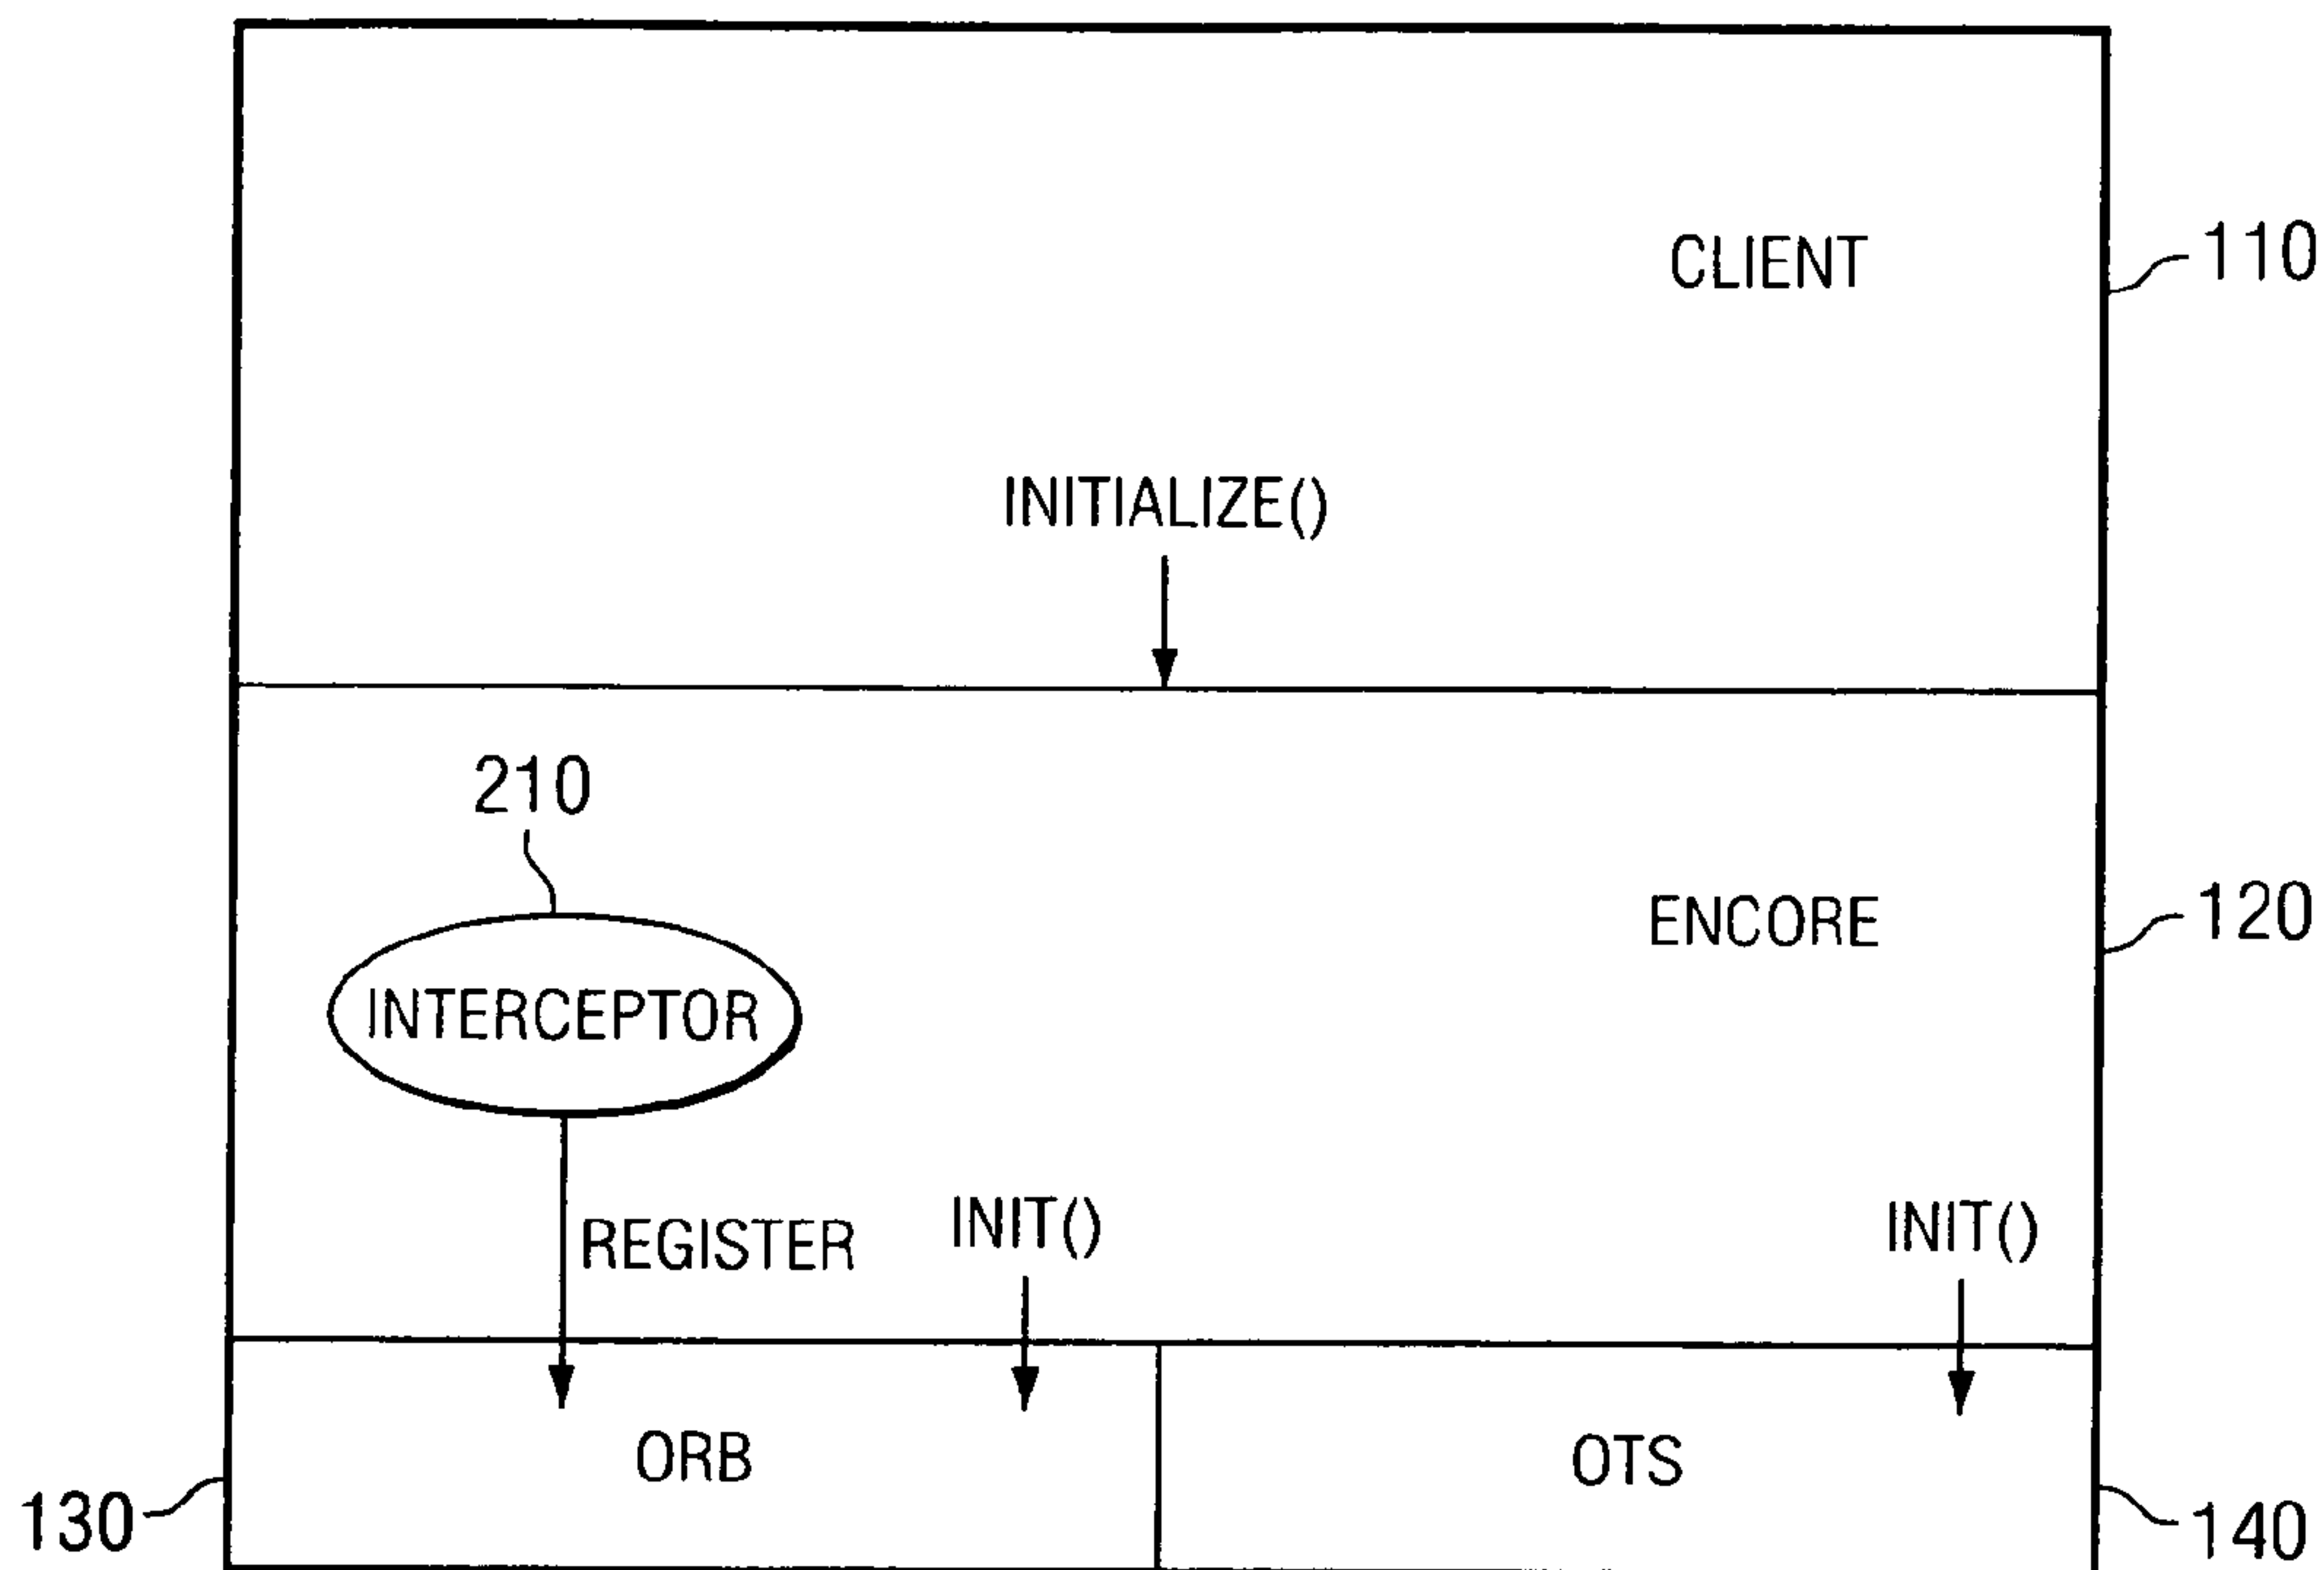 CLIENT
110
INITIALIZE()
210
ENCORE
120
INTERCEPTOR
REGISTER
INIT()
INIT()
ORB
OTS
130
140